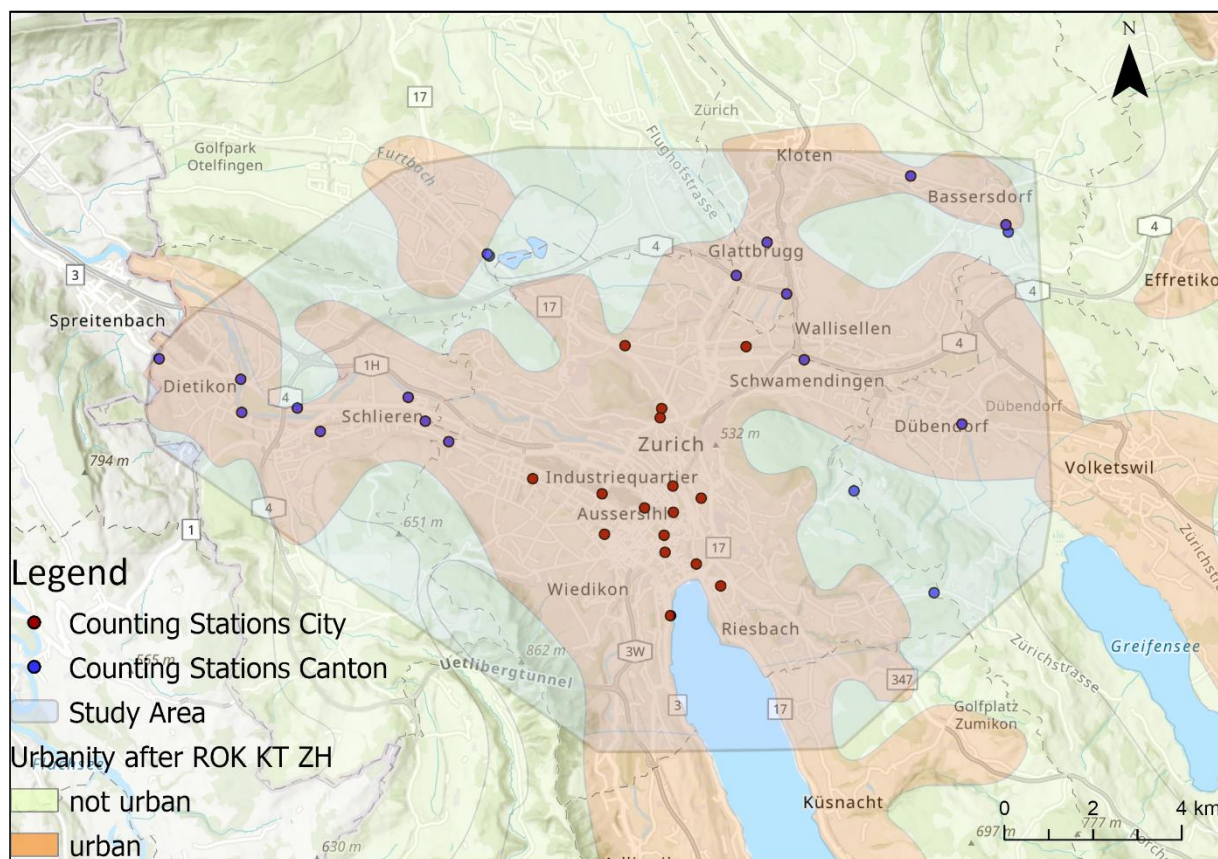 N
17
Zürich
Golfpark
Otelfingen
Furtbach
Flughofstrasse
Kloten
Bassersdorf
4
4
Glattbrugg
3
4
4
Effretiko
Spreitenbach
17
Wallisellen
4
1H
Dietikon
4
Schlieren
Schwamendingen
Dübendorf
Dübendorf
Zurich
532 m
794 m
Volketswil
Industriequartier
4
Aussersihl
651 m
1
17
Zürichstr
Legend
Wiedikon
Counting Stations City
Riesbach
862 m
3W
Greifensee
Zürichstrasse
565 m
Counting Stations Canton
Uetlibergtunnel
347
3
17
Study Area
Golfplatz
Zumikon
Urbanity after ROK KT ZH
not urban
Küsnacht
0 2 4 km
urban
697 m
777 m
630 m